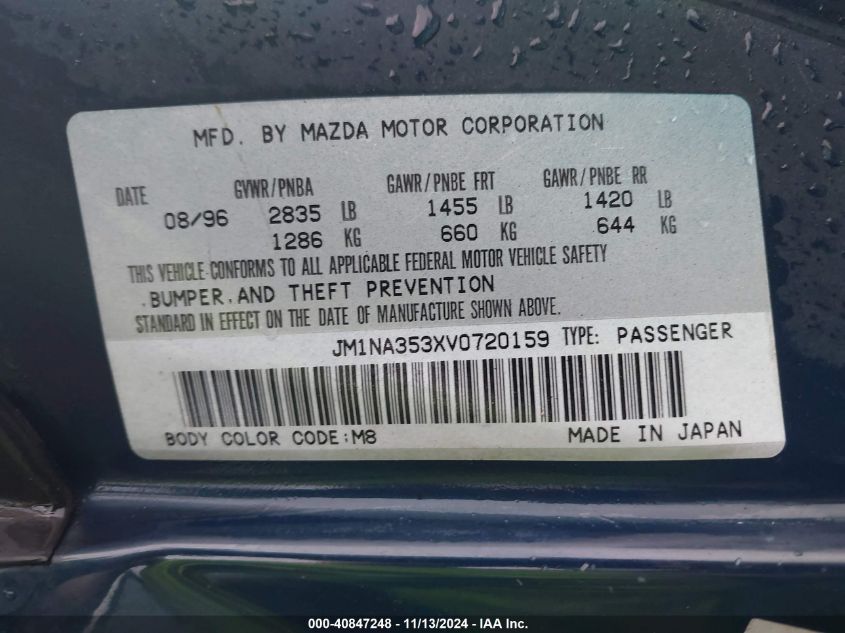 MFD. BY MAZDA MOTOR CORPORATION
DATE GVWR/PNBA GAWR/PNBE FRT GAWR/PNBE RR
08/96 2835 LB 1455 LB 1420 LB
1286 KG 660 KG 644 KG
THIS VEHICLE CONFORMS TO ALL APPLICABLE FEDERAL MOTOR VEHICLE SAFETY
,BUMPER,AND THEFT PREVENTION
STANDARD IN EFFECT ON THE DATE OF MANUFACTURE SHOWN ABOVE.
JM1NA353XV0720159 TYPE: PASSENGER
BODY COLOR CODE:M8 MADE IN JAPAN
000-40847248 - 11/13/2024 - IAA Inc.